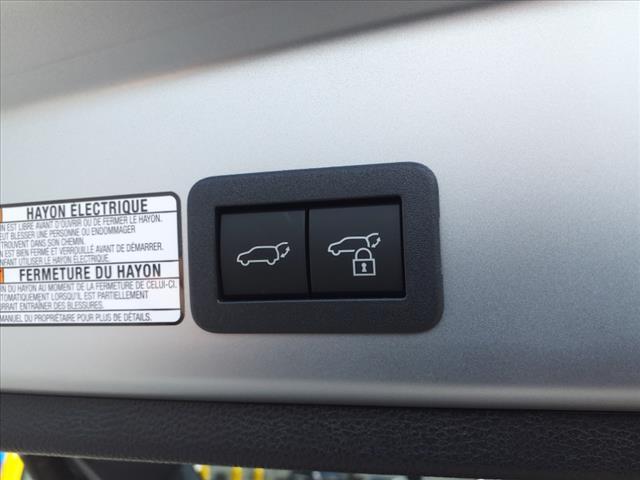 HAYON ÉLECTRIQUE
EST LIBRE AVANT D'OUVRIR OU DE FERMER LE HAYON.
BLESSER UNE PERSONNE OU ENDOMMAGER
TROUVENT DANS SON CHEMIN.
EST BIEN FERMÉ ET VERROUILLÉ AVANT DE DÉMARRER.
UTILISER LE HAYON ÉLECTRIQUE.
FERMETURE DU HAYON
DU HAYON AU MOMENT DE LA FERMETURE DE CELUI-CI.
LORSQU'IL EST PARTIELLEMENT
ENTRAÎNER DES BLESSURES.
MANUEL DU PROPRIÉTAIRE POUR PLUS DE DÉTAILS.